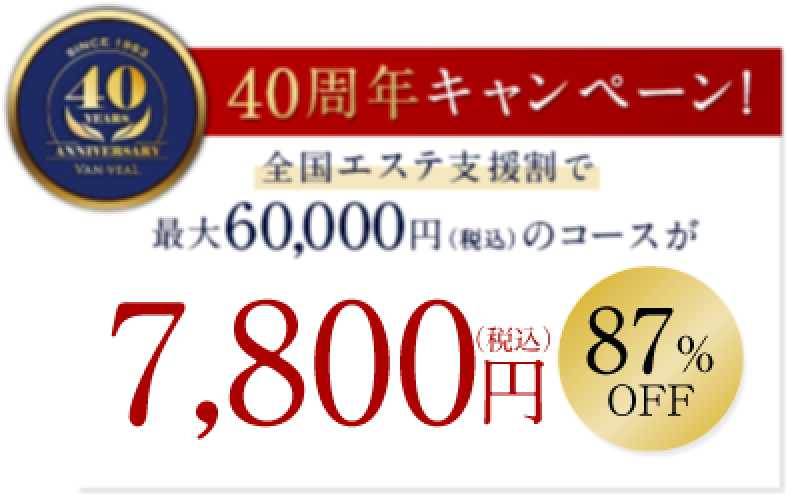 SINCE 1983
40
YEARS
ANNIVERSARY
VAN-VEAL
40周年キャンペーン!
全国エステ支援割で
最大60,000円(税込)のコースが
7,800円(税込)
87%
OFF